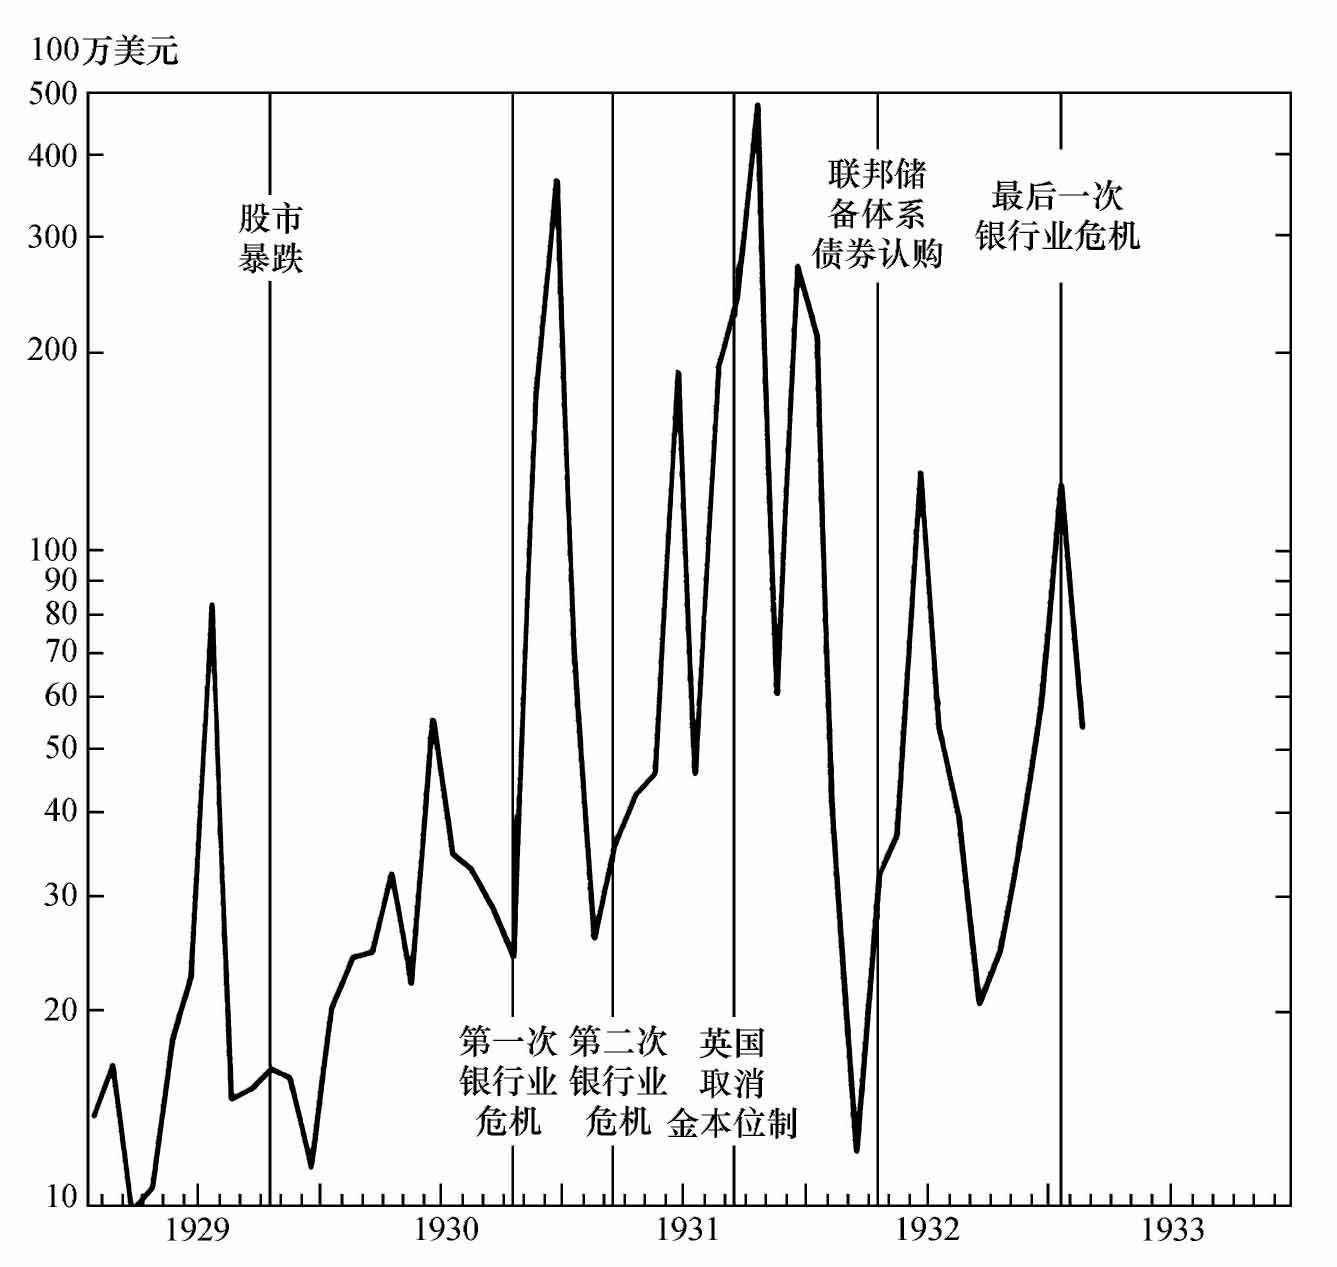 100万美元
500
400
300
200
100
90
80
70
60
50
40
30
20
10
股市
暴跌
联邦储
备体系
债券认购
最后一次
银行业危机
第一次
银行业
危机
第二次
银行业
危机
英国
取消
金本位制
1929
1930
1931
1932
1933